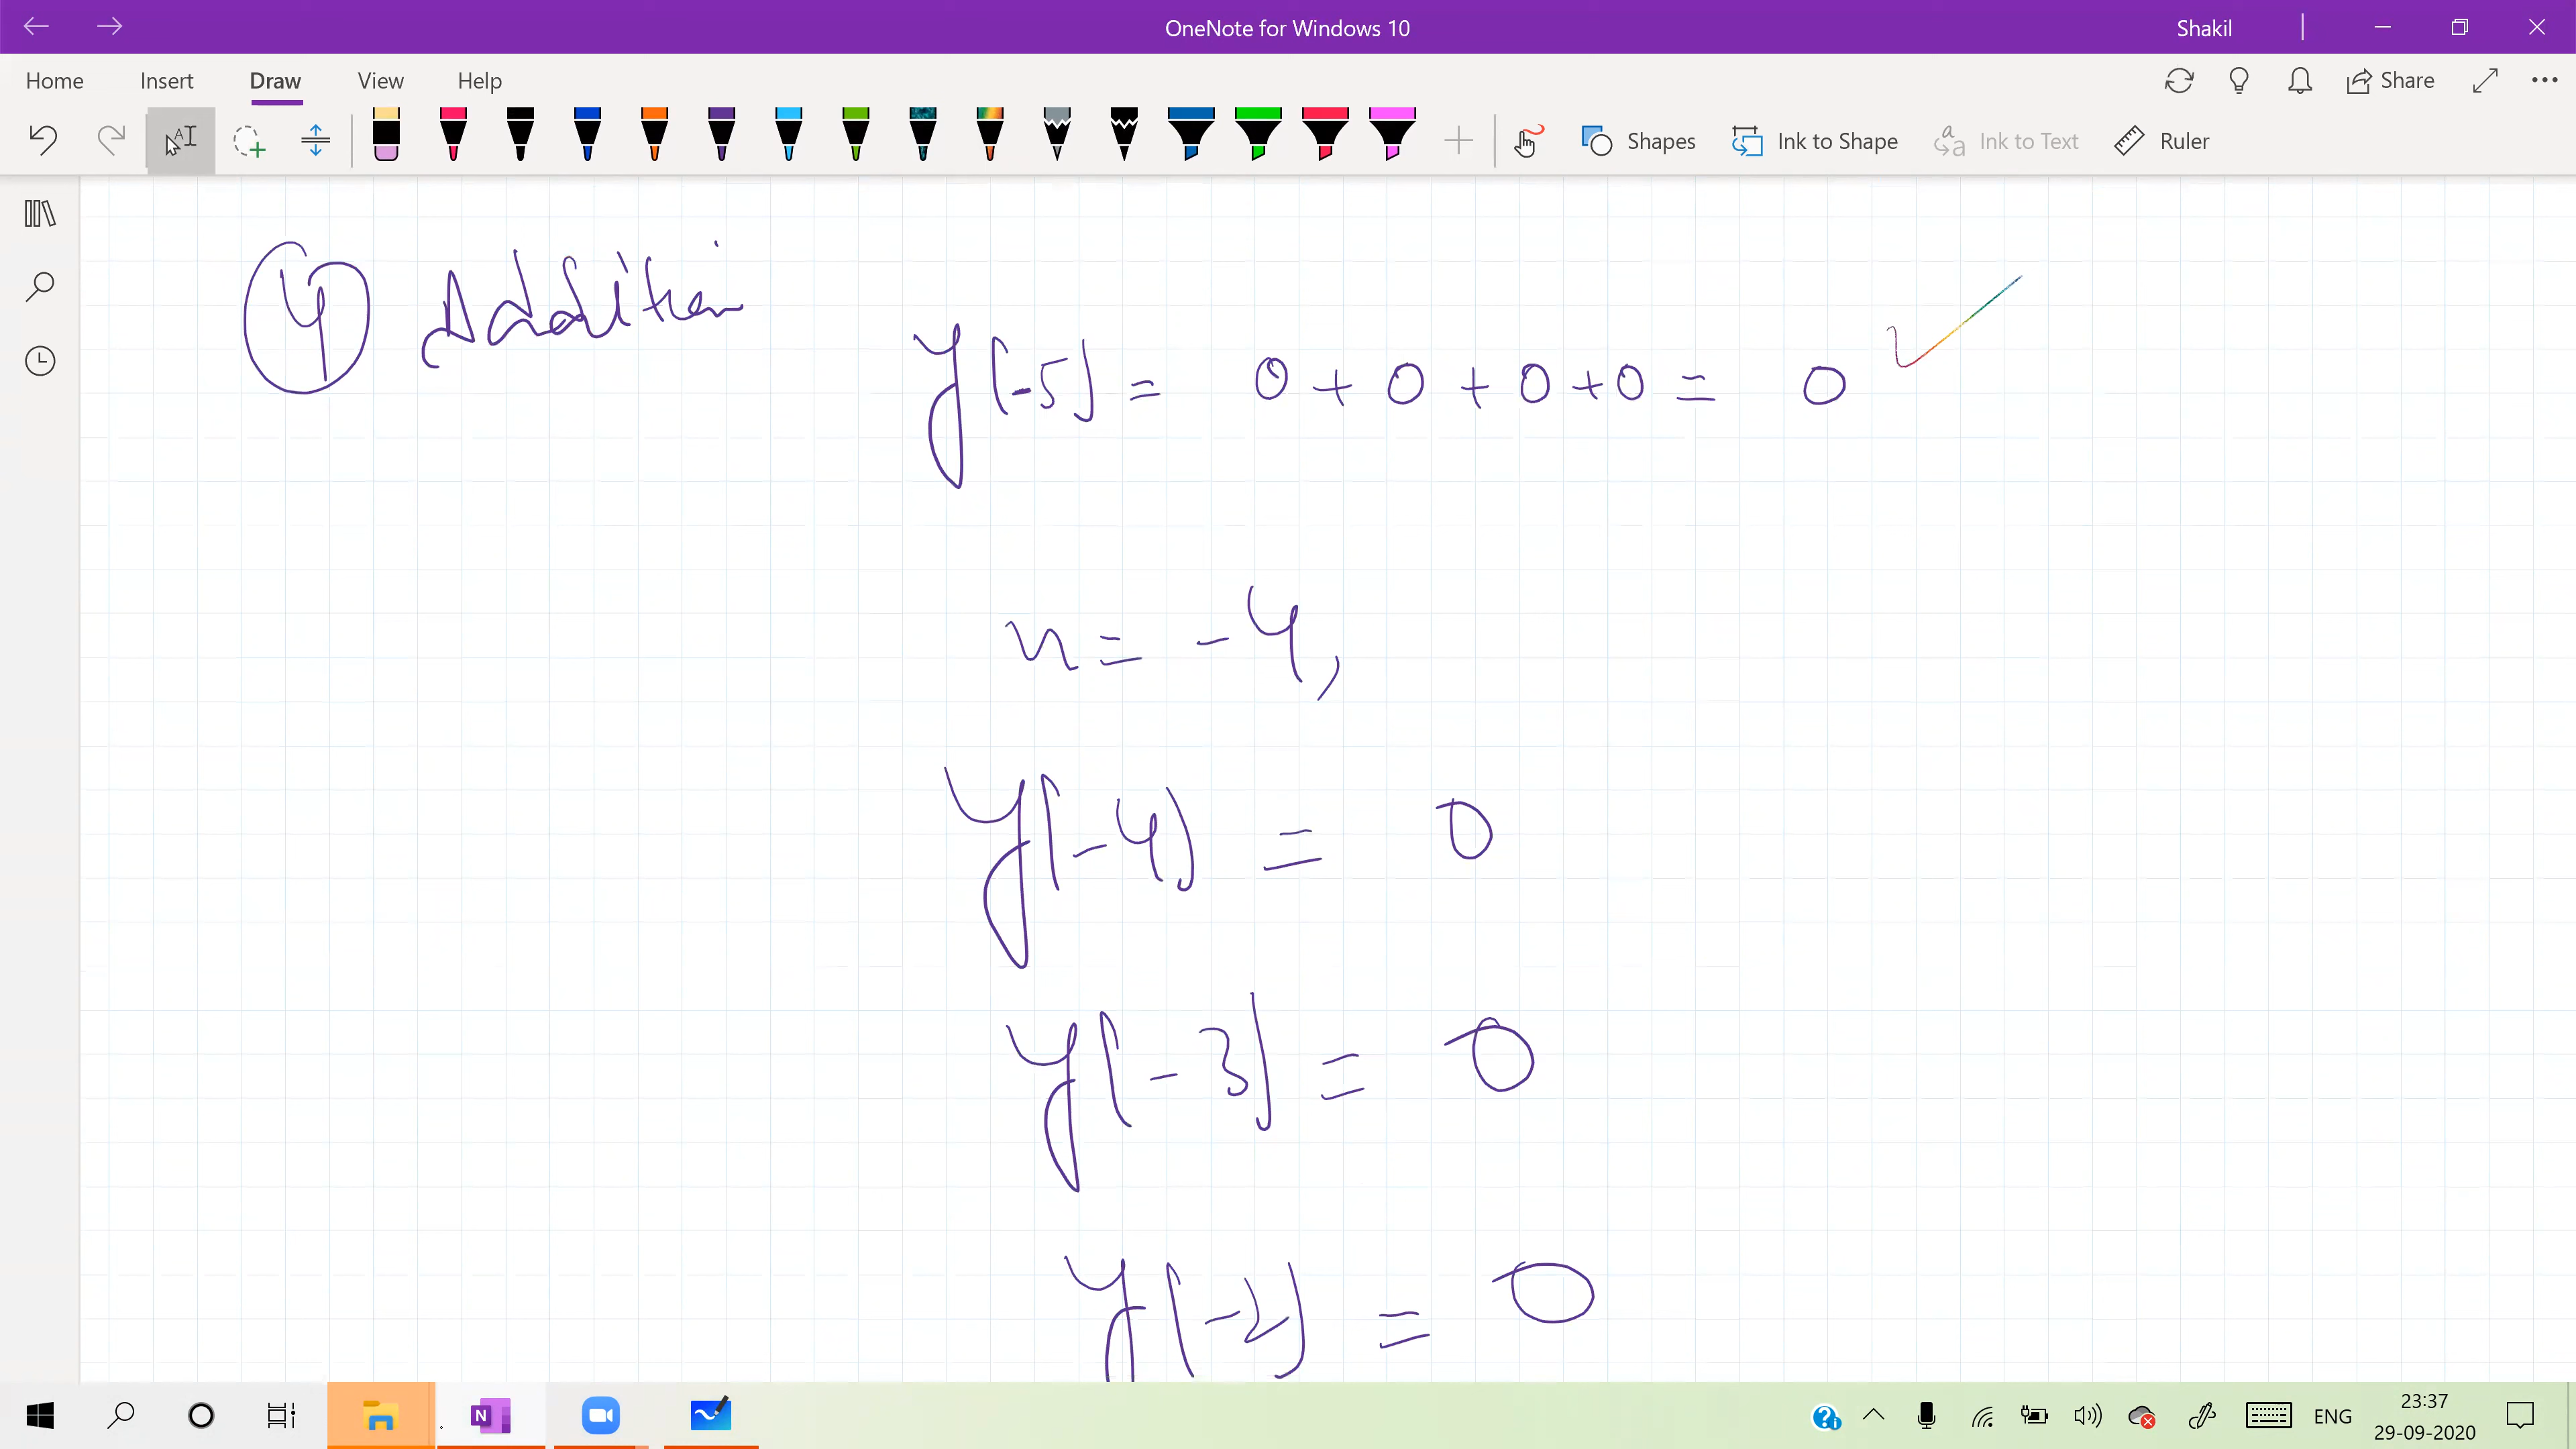 OneNote for Windows 10
Shakil
Home Insert Draw View Help
Share
Shapes Ink to Shape Ink to Text Ruler
④ Addition
y[-5] = 0 + 0 + 0 + 0 = 0 ✓
n = -4,
y[-4] = 0
y[-3] = 0
y[-2] = 0
ENG
23:37
29-09-2020